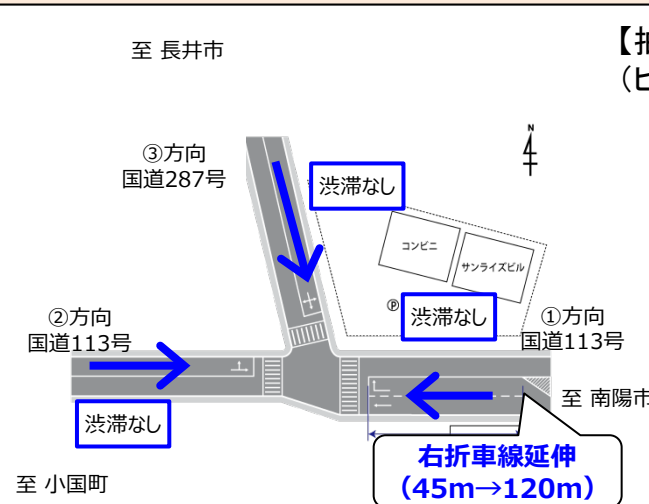 至 長井市
N
③方向
国道287号
渋滞なし
コンビニ
サンライズビル
Ⓟ
渋滞なし
②方向
国道113号
①方向
国道113号
至 南陽市
渋滞なし
右折車線延伸
（45m→120m）
至 小国町